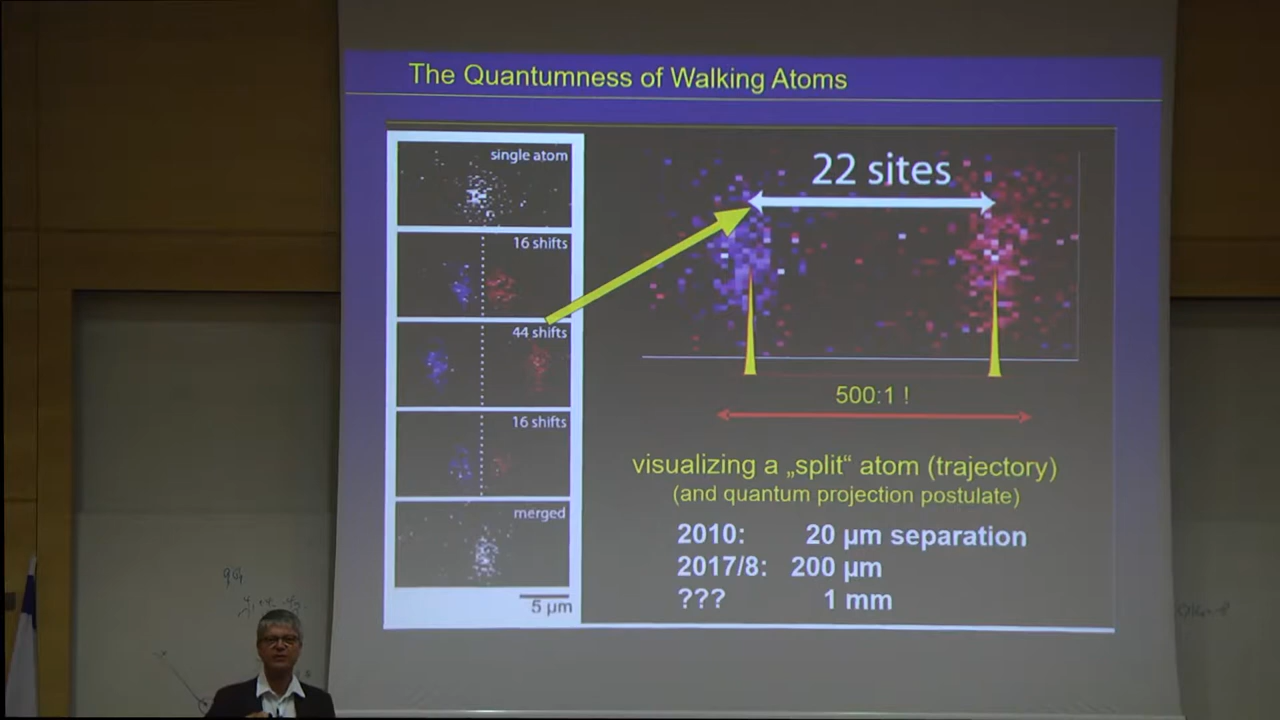 The Quantumness of Walking Atoms
single atom
16 shifts
44 shifts
16 shifts
merged
5 µm
22 sites
500:1 !
visualizing a „split“ atom (trajectory)
(and quantum projection postulate)
2010: 20 µm separation
2017/8: 200 µm
??? 1 mm